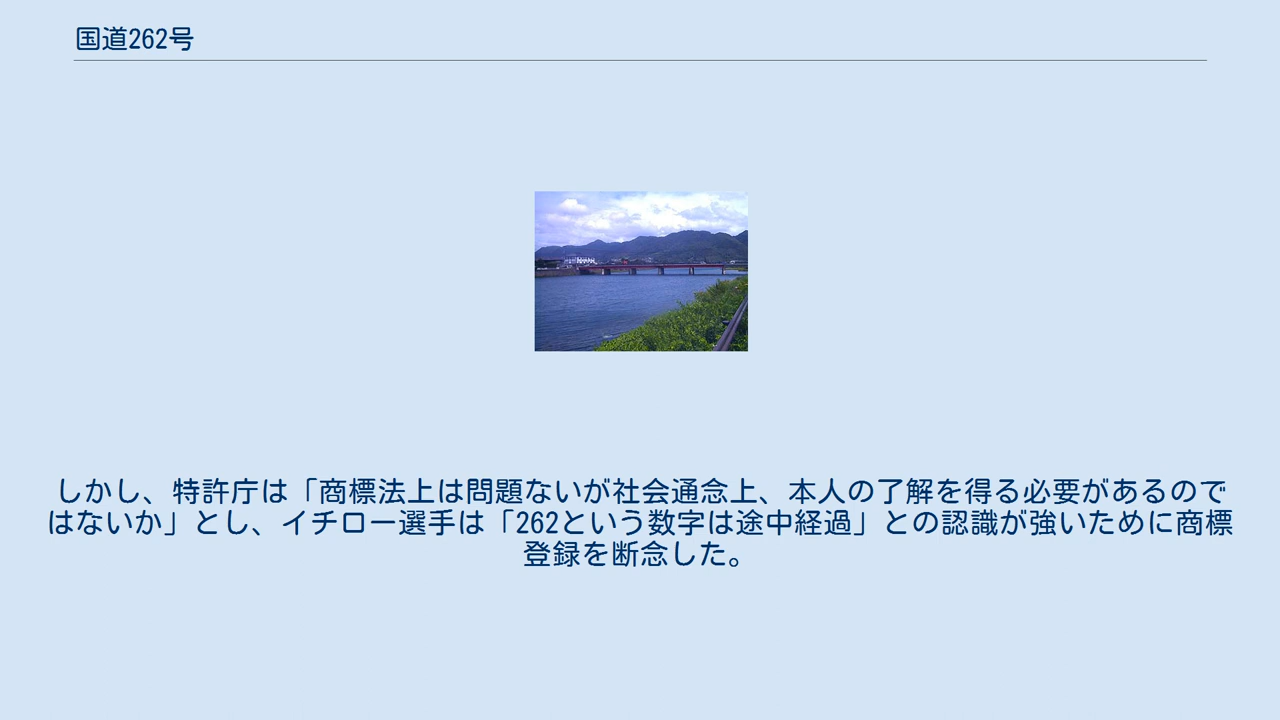 国道262号
しかし、特許庁は「商標法上は問題ないが社会通念上、本人の了解を得る必要があるので
はないか」とし、イチロー選手は「262という数字は途中経過」との認識が強いために商標
登録を断念した。